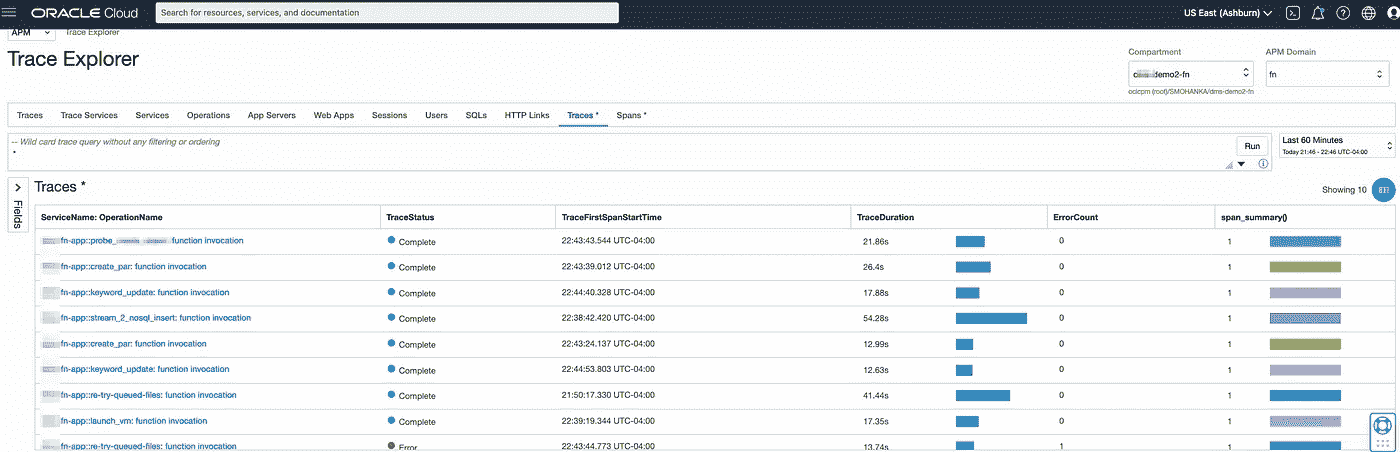 ORACLE Cloud Search for resources, services, and documentation US East (Ashburn)
APM Trace Explorer
Trace Explorer
Compartment APM Domain
demo2-fn fn
ocicpm (root)/SMOHANKA/dms-demo2-fn
Traces Trace Services Services Operations App Servers Web Apps Sessions Users SQLs HTTP Links Traces * Spans *
-- Wild card trace query without any filtering or ordering
*
Run
Last 60 Minutes
Today 21:46 - 22:46 UTC-04:00
Fields
Traces *
Showing 10
ServiceName: OperationName TraceStatus TraceFirstSpanStartTime TraceDuration ErrorCount span_summary()
fn-app::probe_ function invocation Complete 22:43:43.544 UTC-04:00 21.86s 0 1
fn-app::create_par: function invocation Complete 22:43:39.012 UTC-04:00 26.4s 0 1
fn-app::keyword_update: function invocation Complete 22:44:40.328 UTC-04:00 17.88s 0 1
fn-app::stream_2_nosql_insert: function invocation Complete 22:38:42.420 UTC-04:00 54.28s 0 1
fn-app::create_par: function invocation Complete 22:43:24.137 UTC-04:00 12.99s 0 1
fn-app::keyword_update: function invocation Complete 22:44:53.803 UTC-04:00 12.63s 0 1
fn-app::re-try-queued-files: function invocation Complete 21:50:17.330 UTC-04:00 41.44s 0 1
fn-app::launch_vm: function invocation Complete 22:39:19.344 UTC-04:00 17.35s 0 1
fn-app::re-try-queued-files: function invocation Error 22:43:44.773 UTC-04:00 13.74s 1 1